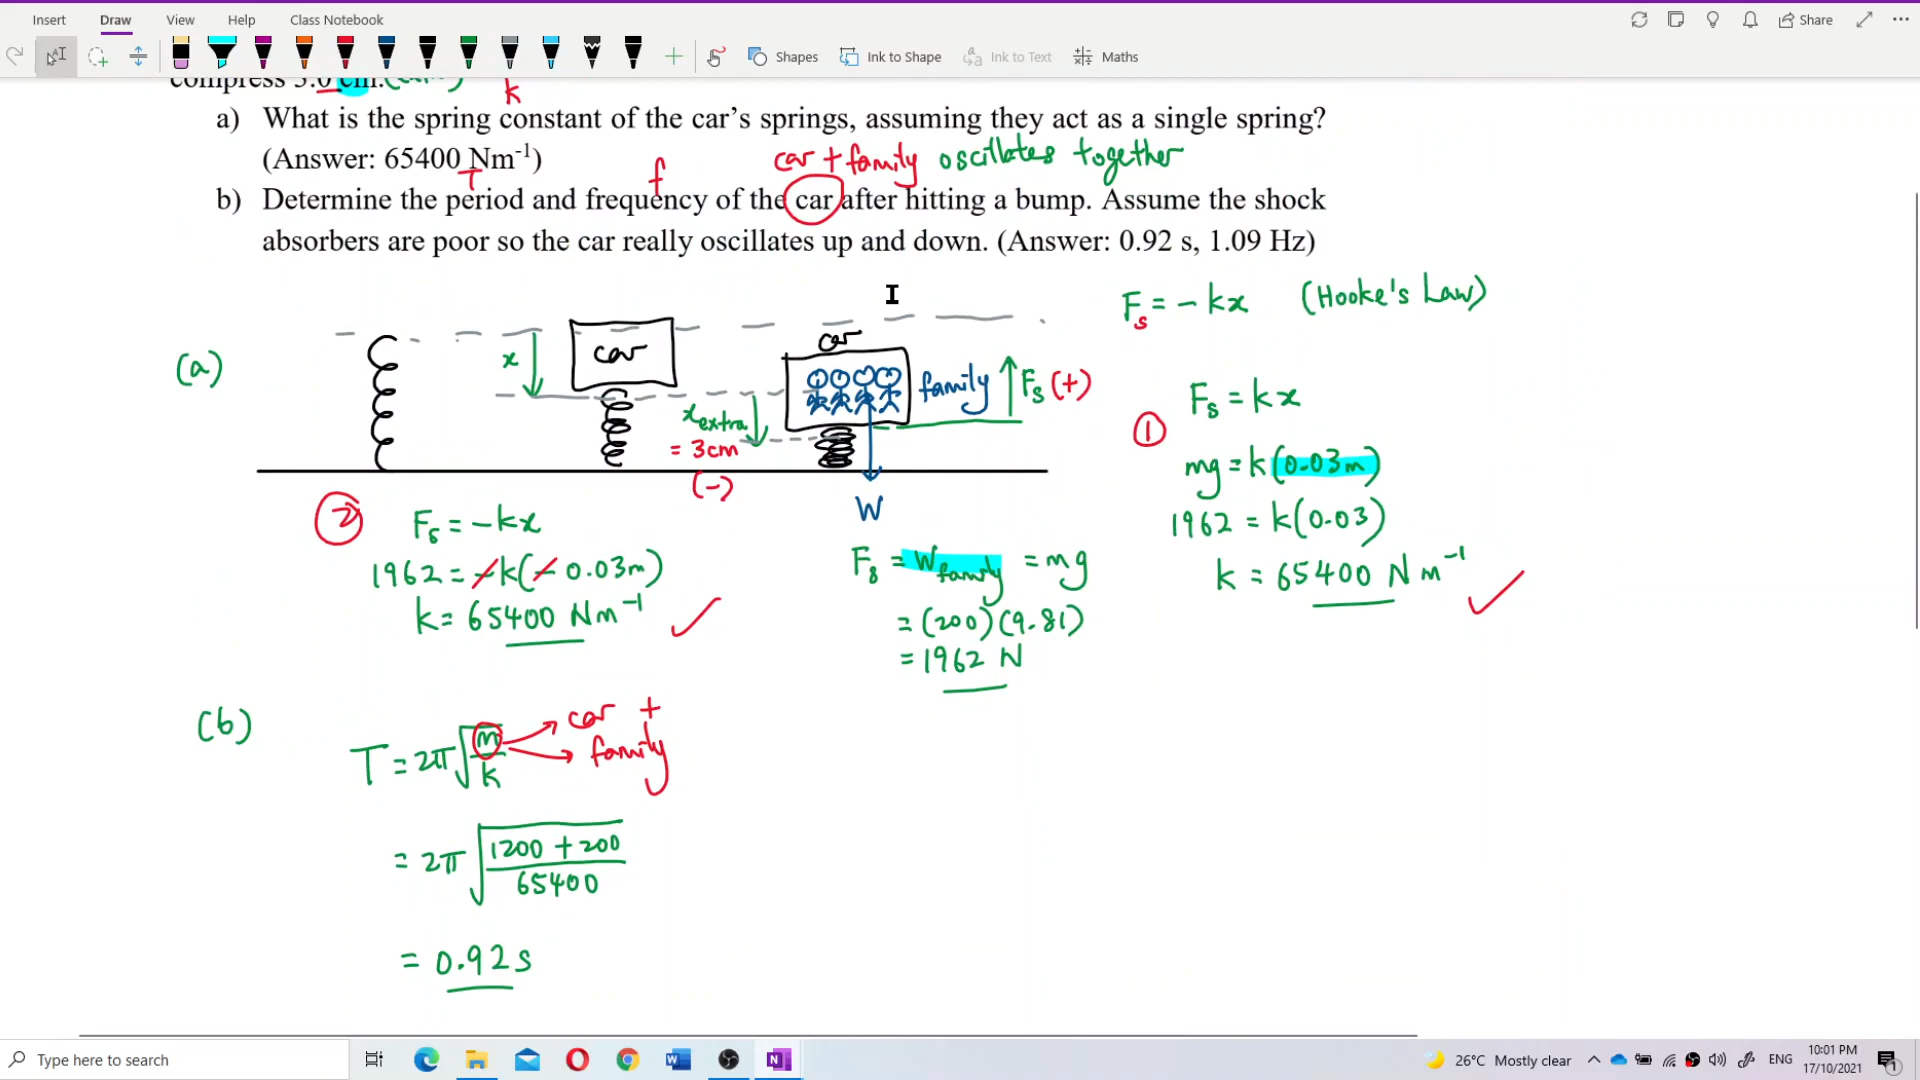 Insert Draw View Help Class Notebook Share
Shapes Ink to Shape Ink to Text Maths
compress 3.0 cm.
k
a) What is the spring constant of the car's springs, assuming they act as a single spring?
(Answer: 65400 Nm-1)
T f car + family oscillates together
b) Determine the period and frequency of the car after hitting a bump. Assume the shock
absorbers are poor so the car really oscillates up and down. (Answer: 0.92 s, 1.09 Hz)
Fs = - kx (Hooke's Law)
(a)
x
car
car
family
Fs (+)
xextra
= 3cm
(-)
W
Fs = kx
①
mg = k(0.03m)
1962 = k(0.03)
k = 65400 N m-1
②
Fs = -kx
1962 = -k(-0.03m)
k = 65400 Nm-1
Fs = Wfamily = mg
= (200)(9.81)
= 1962 N
(b)
T = 2π√m/k
car +
family
= 2π√1200 + 200/65400
= 0.92s
Type here to search
26°C Mostly clear ENG
10:01 PM
17/10/2021